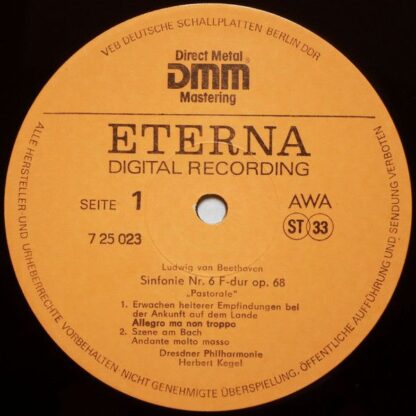 VEB DEUTSCHE SCHALLPLATTEN BERLIN DDR
Direct Metal
DMM®
Mastering
ETERNA
DIGITAL RECORDING
SEITE 1
AWA
7 25 023
ST 33
Ludwig van Beethoven
Sinfonie Nr. 6 F-dur op. 68
„Pastorale"
1. Erwachen heiterer Empfindungen bei
der Ankunft auf dem Lande
Allegro ma non troppo
2. Szene am Bach
Andante molto mosso
Dresdner Philharmonie
Herbert Kegel
ALLE HERSTELLER- UND URHEBERRECHTE VORBEHALTEN NICHT GENEHMIGTE ÜBERSPIELUNG, ÖFFENTLICHE AUFFÜHRUNG UND SENDUNG VERBOTEN